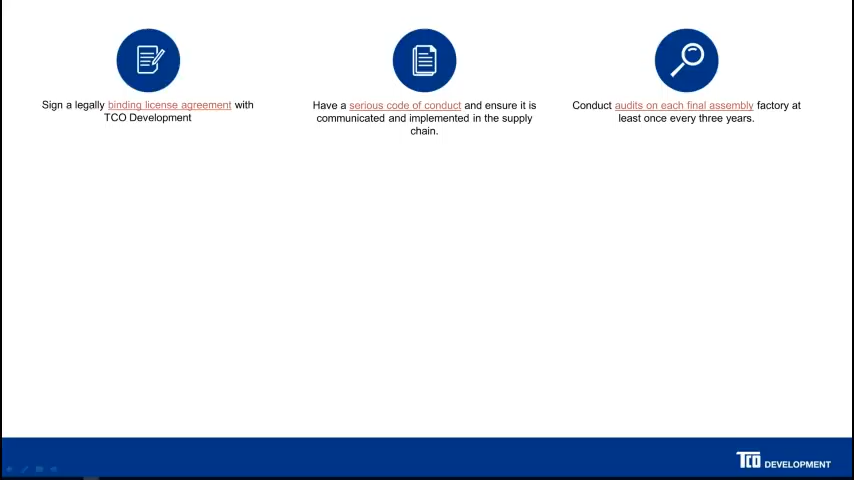 Sign a legally binding license agreement with
TCO Development
Have a serious code of conduct and ensure it is
communicated and implemented in the supply
chain.
Conduct audits on each final assembly factory at
least once every three years.
TCO DEVELOPMENT